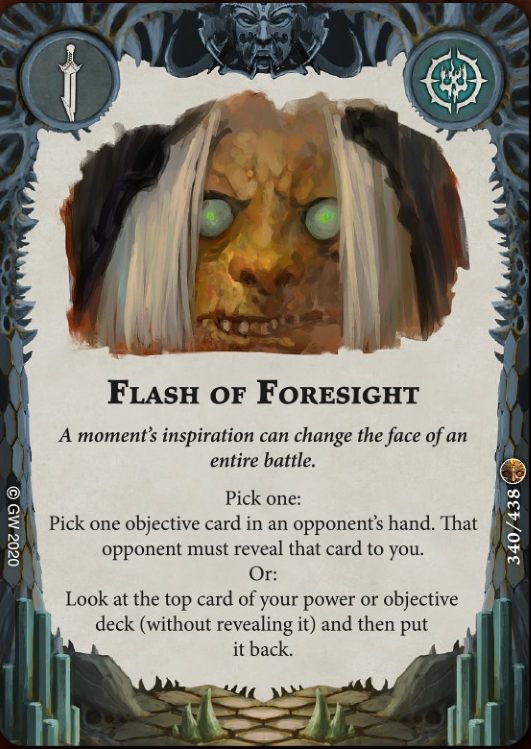 FLASH OF FORESIGHT
A moment's inspiration can change the face of an
entire battle.
Pick one:
Pick one objective card in an opponent's hand. That
opponent must reveal that card to you.
Or:
Look at the top card of your power or objective
deck (without revealing it) and then put
it back.
© GW 2020
340/438